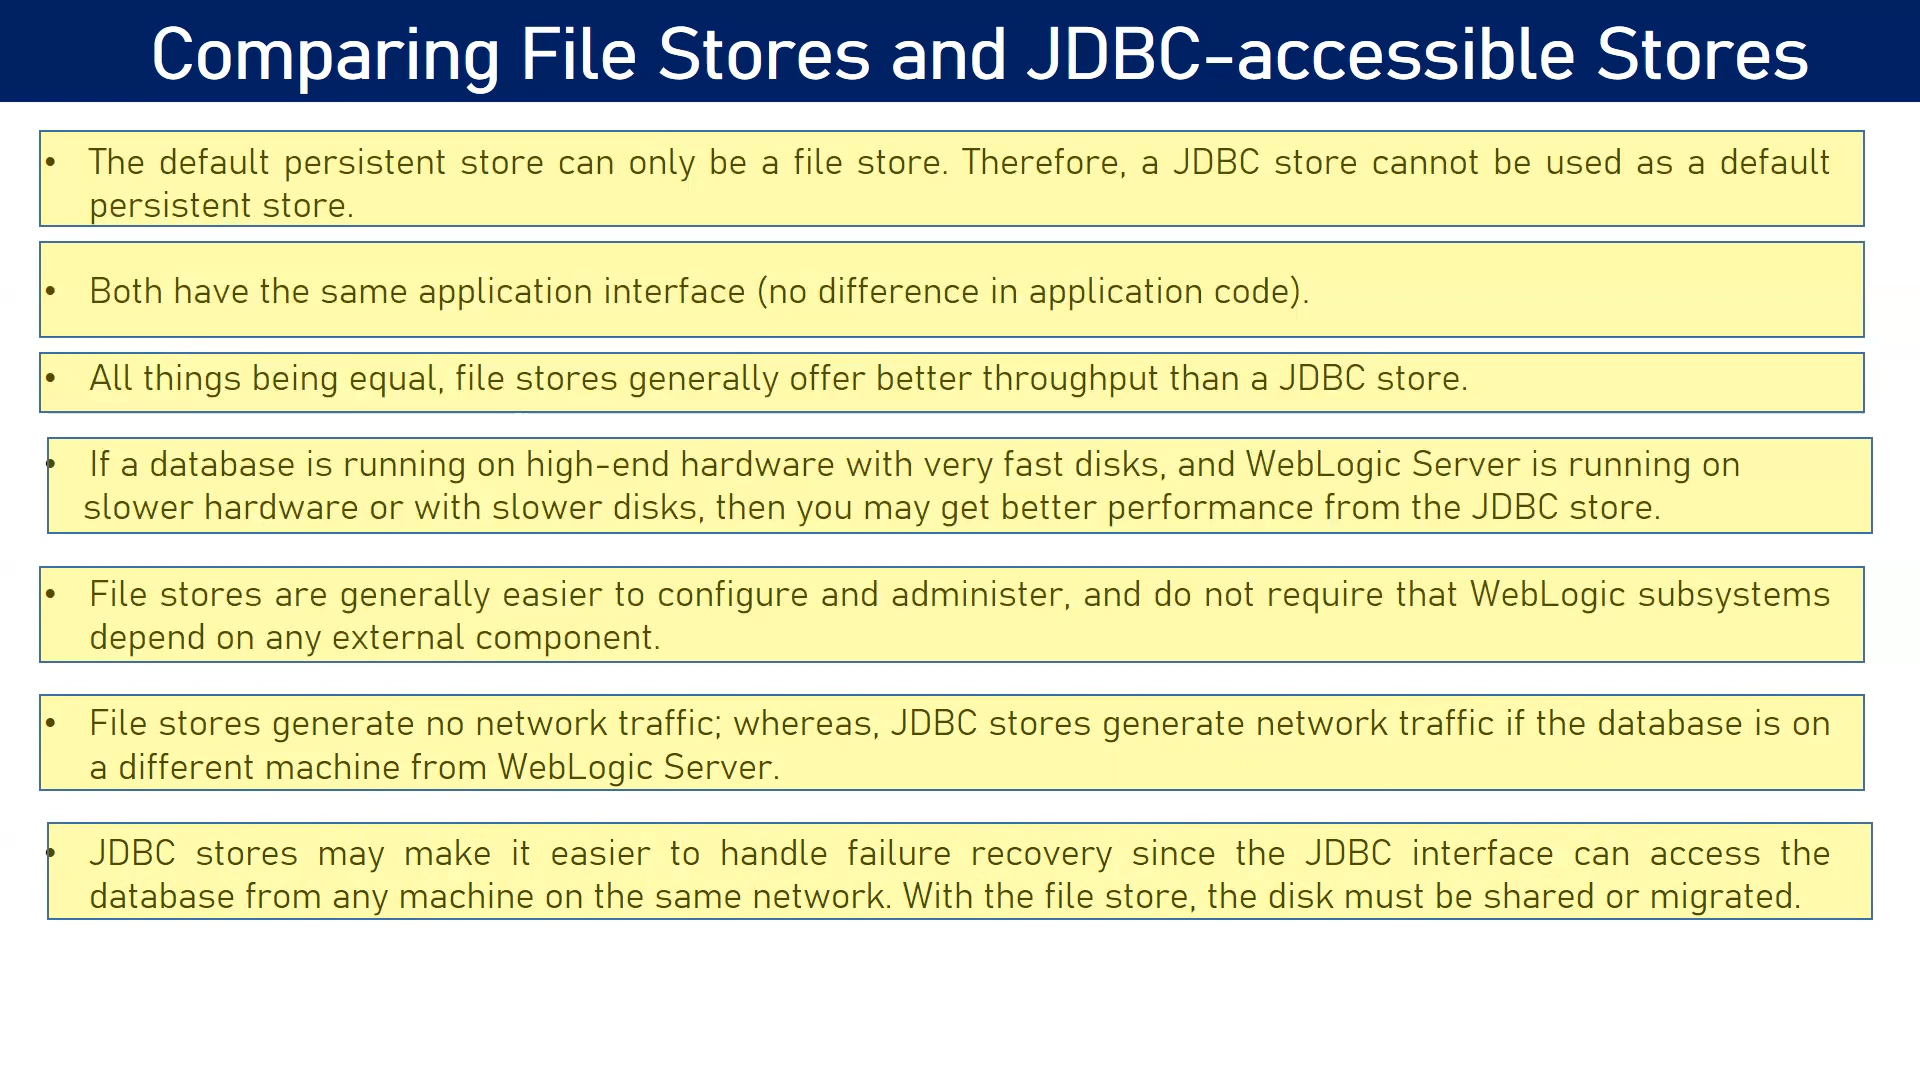 Comparing File Stores and JDBC-accessible Stores
• The default persistent store can only be a file store. Therefore, a JDBC store cannot be used as a default
persistent store.
• Both have the same application interface (no difference in application code).
• All things being equal, file stores generally offer better throughput than a JDBC store.
• If a database is running on high-end hardware with very fast disks, and WebLogic Server is running on
slower hardware or with slower disks, then you may get better performance from the JDBC store.
• File stores are generally easier to configure and administer, and do not require that WebLogic subsystems
depend on any external component.
• File stores generate no network traffic; whereas, JDBC stores generate network traffic if the database is on
a different machine from WebLogic Server.
• JDBC stores may make it easier to handle failure recovery since the JDBC interface can access the
database from any machine on the same network. With the file store, the disk must be shared or migrated.